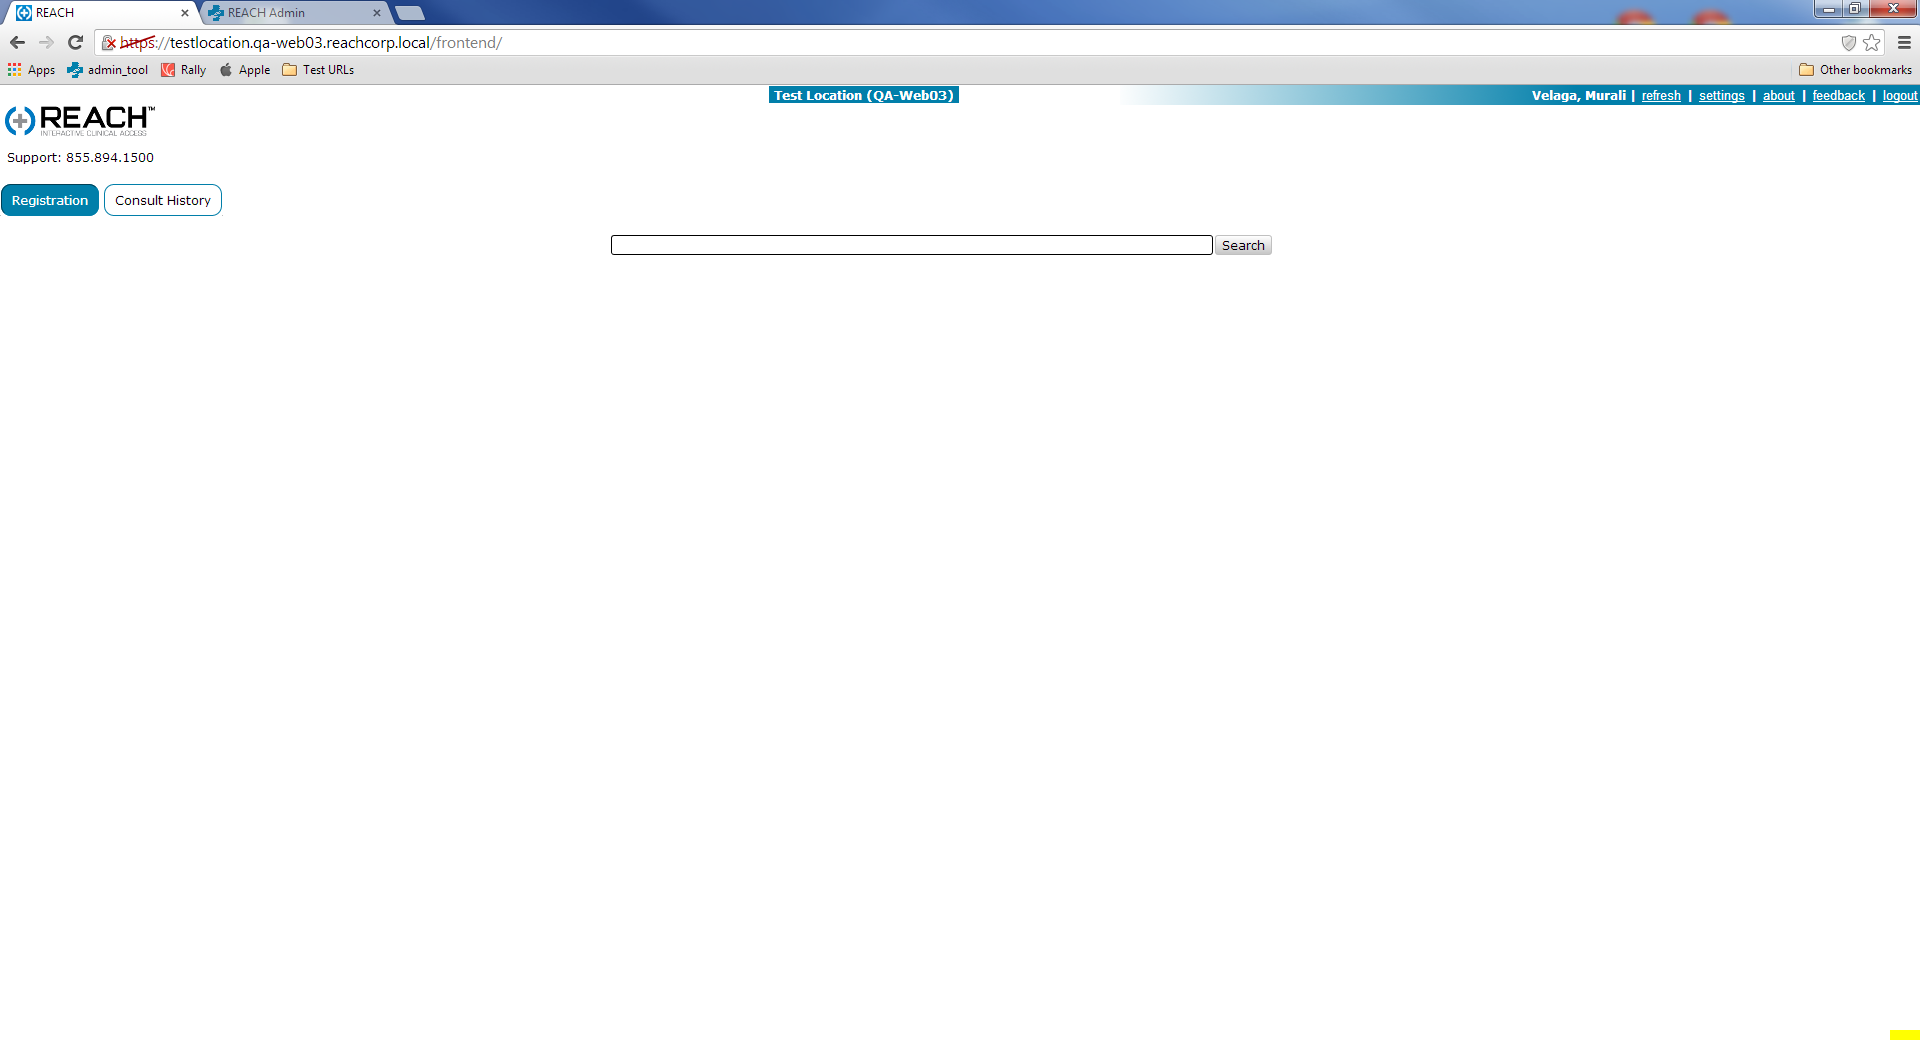 REACH
REACH Admin
https://testlocation.qa-web03.reachcorp.local/frontend/
Apps admin_tool Rally Apple Test URLs Other bookmarks
Test Location (QA-Web03) Velaga, Murali | refresh | settings | about | feedback | logout
REACH™
INTERACTIVE CLINICAL ACCESS
Support: 855.894.1500
Registration Consult History
Search